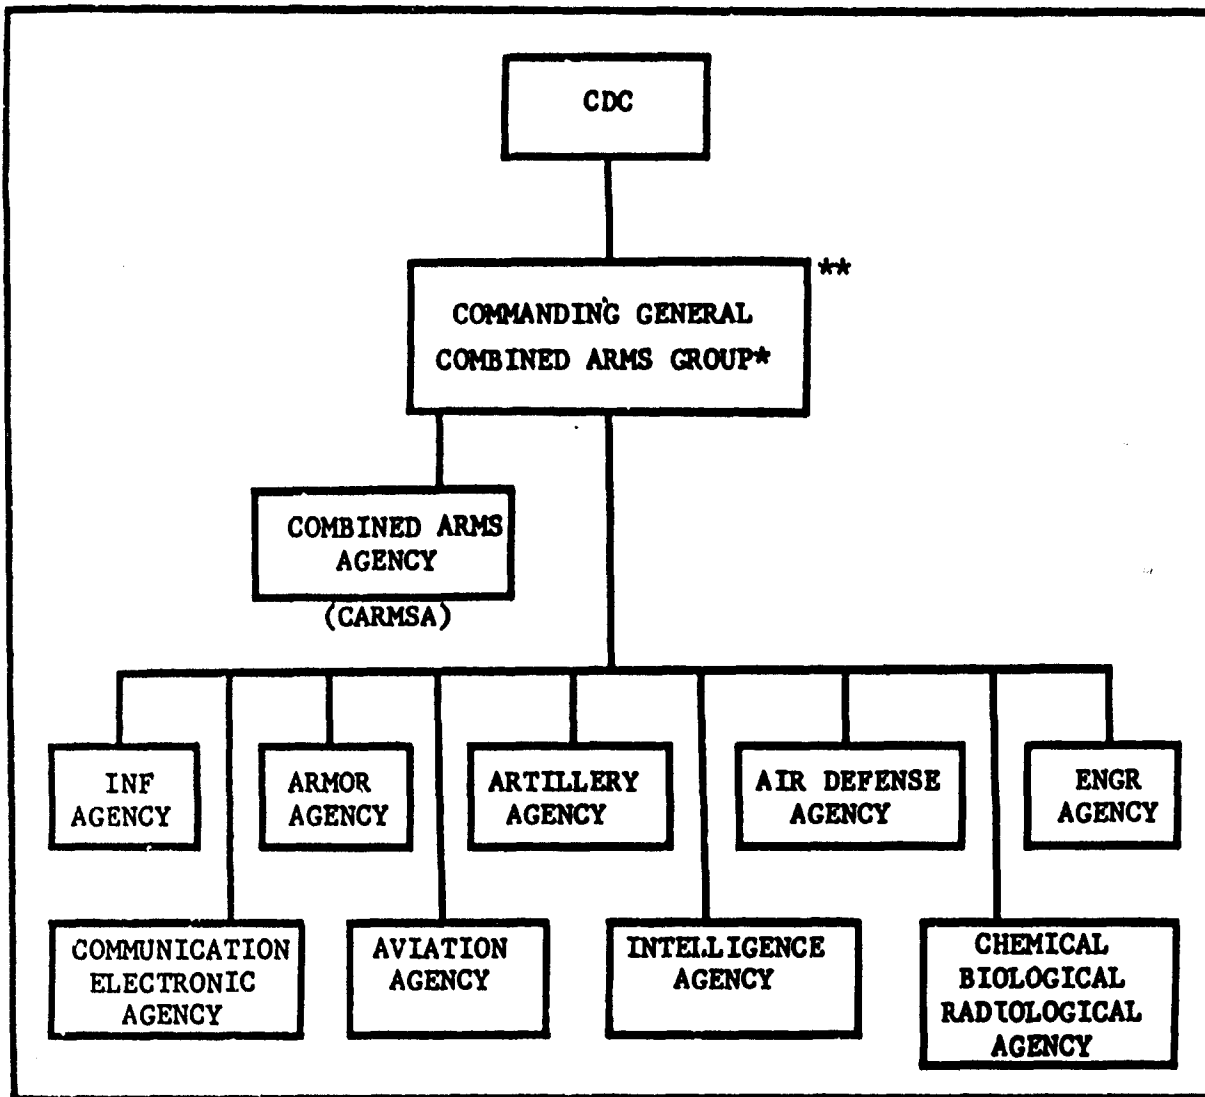 CDC
**
COMMANDING GENERAL
COMBINED ARMS GROUP*
COMBINED ARMS
AGENCY
(CARMSA)
INF
AGENCY
ARMOR
AGENCY
ARTILLERY
AGENCY
AIR DEFENSE
AGENCY
ENGR
AGENCY
COMMUNICATION
ELECTRONIC
AGENCY
AVIATION
AGENCY
INTELLIGENCE
AGENCY
CHEMICAL
BIOLOGICAL
RADIOLOGICAL
AGENCY